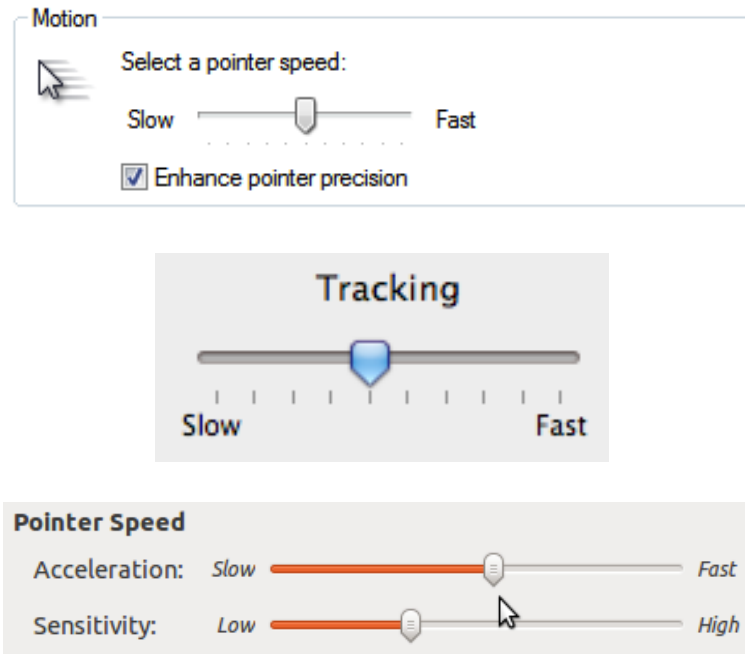 Motion
Select a pointer speed:
Slow Fast
Enhance pointer precision
Tracking
Slow Fast
Pointer Speed
Acceleration: Slow Fast
Sensitivity: Low High